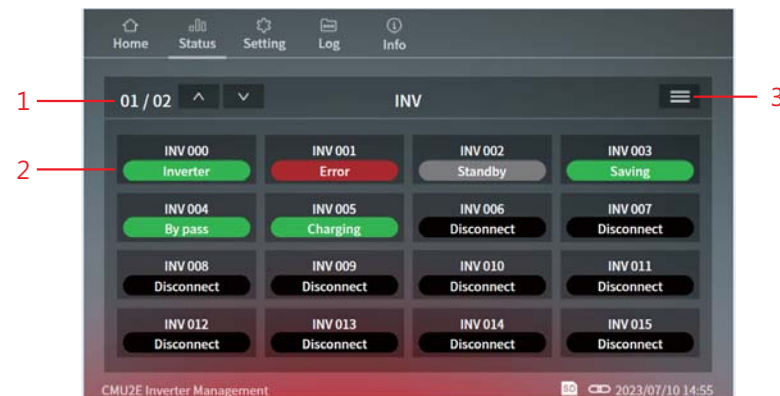 Home Status Setting Log Info
1 01 / 02 INV 3
INV 000 INV 001 INV 002 INV 003
2 Inverter Error Standby Saving
INV 004 INV 005 INV 006 INV 007
By pass Charging Disconnect Disconnect
INV 008 INV 009 INV 010 INV 011
Disconnect Disconnect Disconnect Disconnect
INV 012 INV 013 INV 014 INV 015
Disconnect Disconnect Disconnect Disconnect
CMU2E Inverter Management SD 2023/07/10 14:55